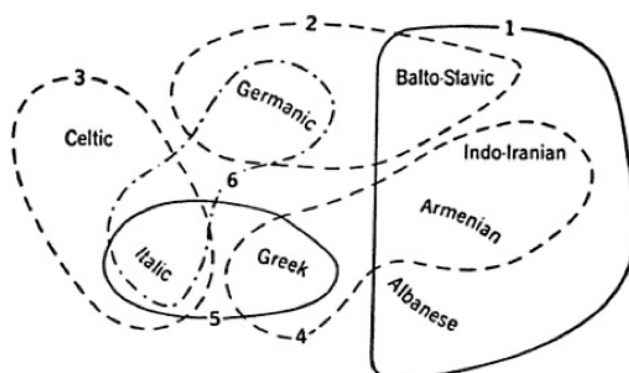 1
2
3
Balto-Slavic
Germanic
Celtic
Indo-Iranian
6
Armenian
Italic
Greek
Albanese
5
4